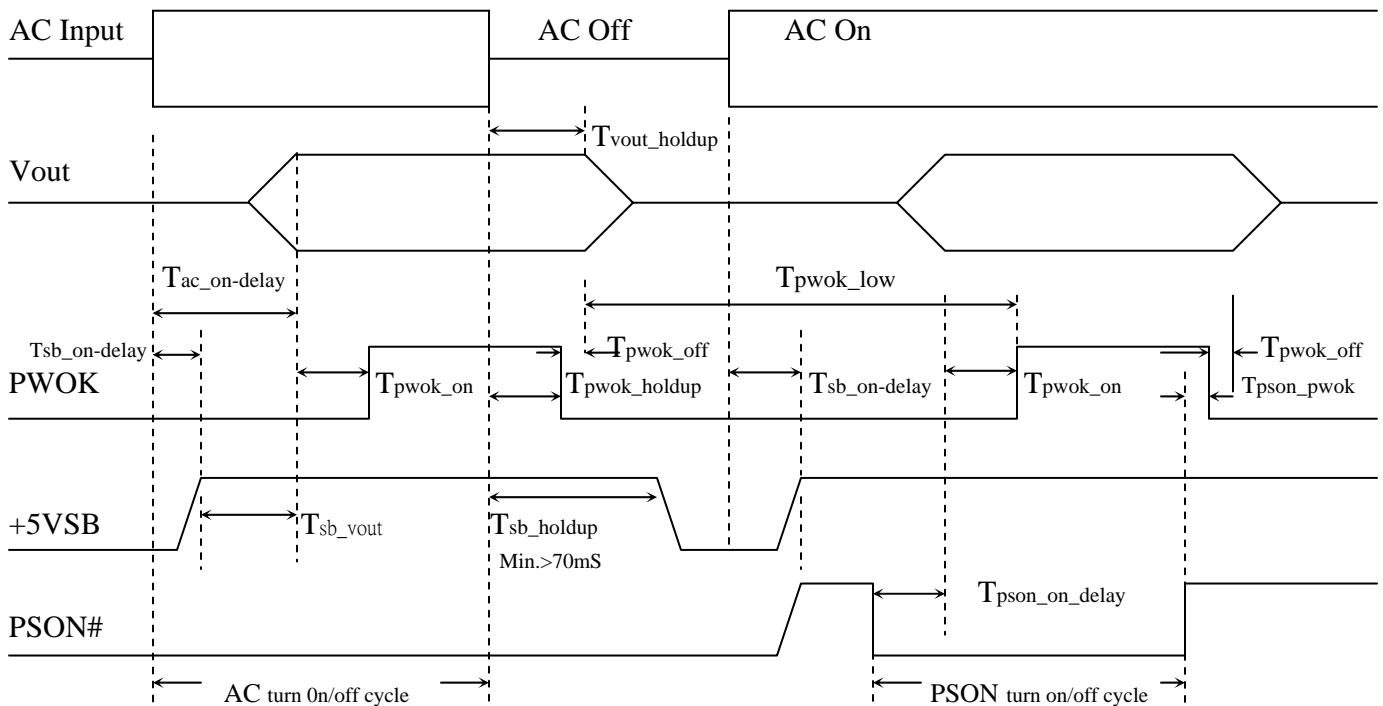 AC Input
AC Off
AC On
Tvout_holdup
Vout
Tac_on-delay
Tpwok_low
Tsb_on-delay
Tpwok_off
Tpwok_off
PWOK
Tpwok_on
Tpwok_holdup
Tsb_on-delay
Tpwok_on
Tpson_pwok
+5VSB
Tsb_vout
Tsb_holdup
Min.>70mS
Tpson_on_delay
PSON#
AC turn 0n/off cycle
PSON turn on/off cycle